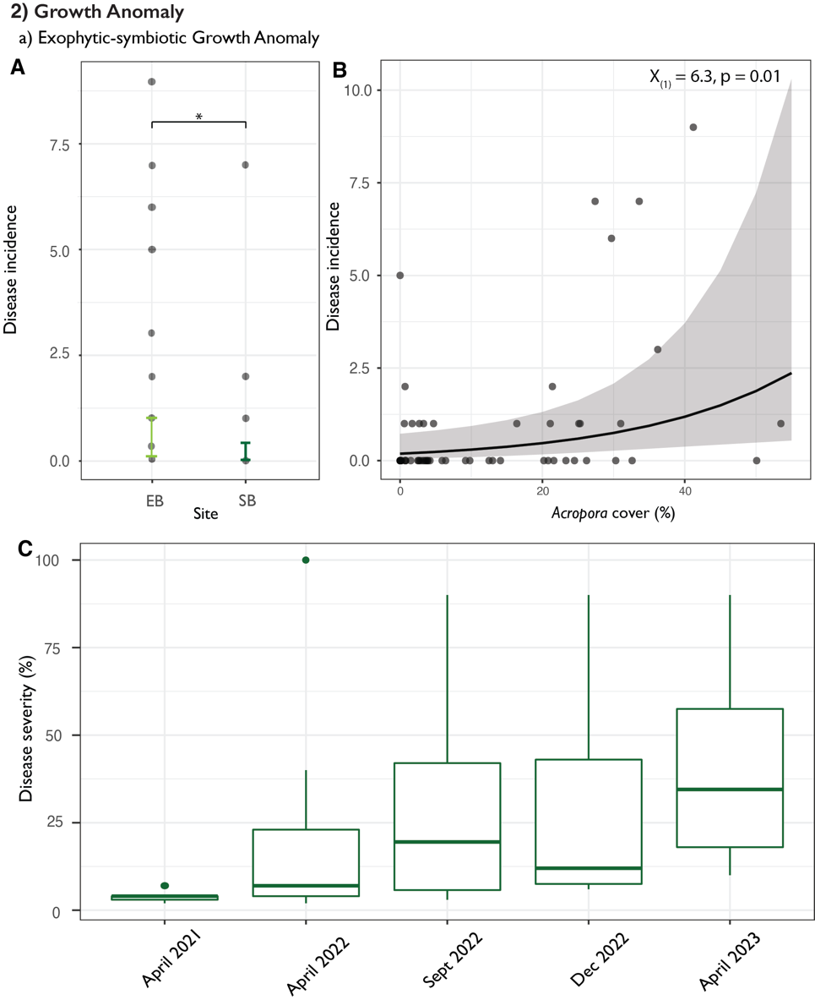 2) Growth Anomaly
a) Exophytic-symbiotic Growth Anomaly
A
Disease incidence
7.5
5.0
2.5
0.0
*
EB
SB
Site
B
Disease incidence
10.0
7.5
5.0
2.5
0.0
X(1) = 6.3, p = 0.01
0
20
40
Acropora cover (%)
C
Disease severity (%)
100
75
50
25
0
April 2021
April 2022
Sept 2022
Dec 2022
April 2023